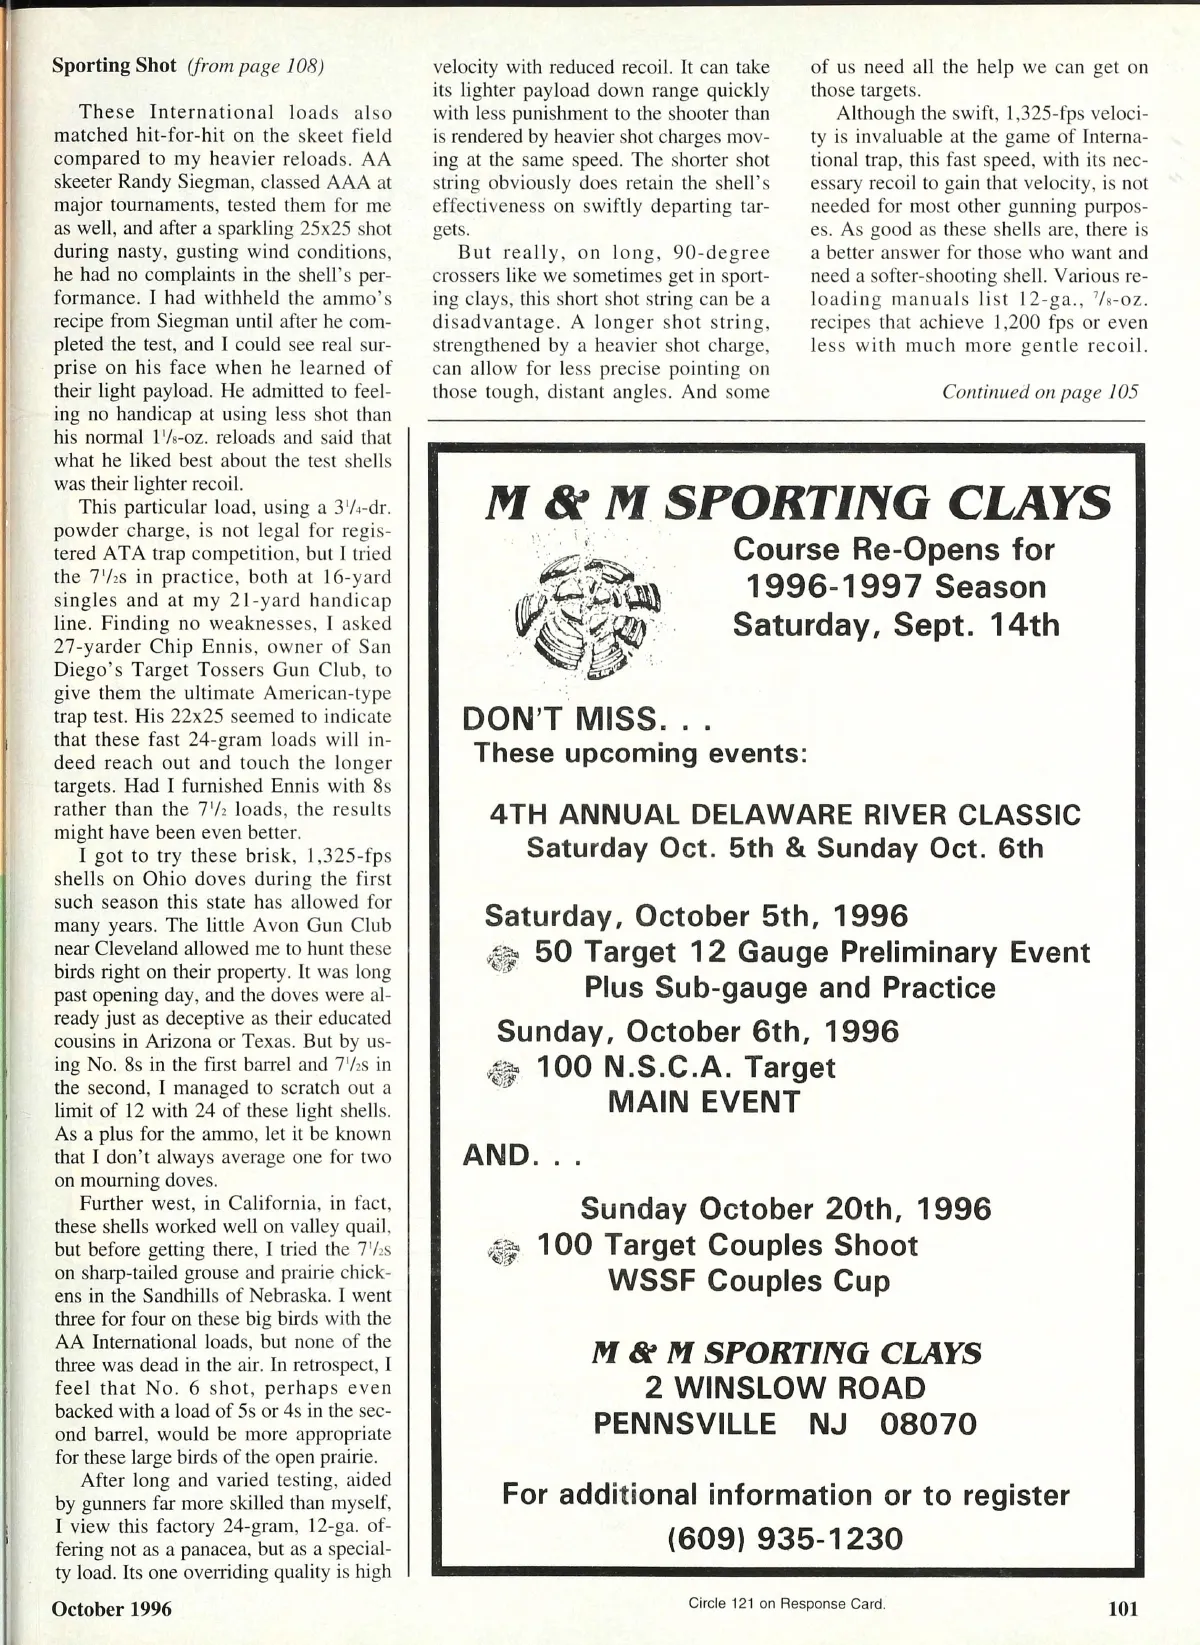 Sporting Shot (from page 108)
These International loads also
matched hit-for-hit on the skeet field
compared to my heavier reloads. AA
skeeter Randy Siegman, classed AAA at
major tournaments, tested them for me
as well, and after a sparkling 25x25 shot
during nasty, gusting wind conditions,
he had no complaints in the shell's per-
formance. I had withheld the ammo's
recipe from Siegman until after he com-
pleted the test, and I could see real sur-
prise on his face when he learned of
their light payload. He admitted to feel-
ing no handicap at using less shot than
his normal 1 1/8-oz. reloads and said that
what he liked best about the test shells
was their lighter recoil.
This particular load, using a 3 1/4-dr.
powder charge, is not legal for regis-
tered ATA trap competition, but I tried
the 7 1/2s in practice, both at 16-yard
singles and at my 21-yard handicap
line. Finding no weaknesses, I asked
27-yarder Chip Ennis, owner of San
Diego's Target Tossers Gun Club, to
give them the ultimate American-type
trap test. His 22x25 seemed to indicate
that these fast 24-gram loads will in-
deed reach out and touch the longer
targets. Had I furnished Ennis with 8s
rather than the 7 1/2 loads, the results
might have been even better.
I got to try these brisk, 1,325-fps
shells on Ohio doves during the first
such season this state has allowed for
many years. The little Avon Gun Club
near Cleveland allowed me to hunt these
birds right on their property. It was long
past opening day, and the doves were al-
ready just as deceptive as their educated
cousins in Arizona or Texas. But by us-
ing No. 8s in the first barrel and 7 1/2s in
the second, I managed to scratch out a
limit of 12 with 24 of these light shells.
As a plus for the ammo, let it be known
that I don't always average one for two
on mourning doves.
Further west, in California, in fact,
these shells worked well on valley quail,
but before getting there, I tried the 7 1/2s
on sharp-tailed grouse and prairie chick-
ens in the Sandhills of Nebraska. I went
three for four on these big birds with the
AA International loads, but none of the
three was dead in the air. In retrospect, I
feel that No. 6 shot, perhaps even
backed with a load of 5s or 4s in the sec-
ond barrel, would be more appropriate
for these large birds of the open prairie.
After long and varied testing, aided
by gunners far more skilled than myself,
I view this factory 24-gram, 12-ga. of-
fering not as a panacea, but as a special-
ty load. Its one overriding quality is high
velocity with reduced recoil. It can take
its lighter payload down range quickly
with less punishment to the shooter than
is rendered by heavier shot charges mov-
ing at the same speed. The shorter shot
string obviously does retain the shell's
effectiveness on swiftly departing tar-
gets.
But really, on long, 90-degree
crossers like we sometimes get in sport-
ing clays, this short shot string can be a
disadvantage. A longer shot string,
strengthened by a heavier shot charge,
can allow for less precise pointing on
those tough, distant angles. And some
of us need all the help we can get on
those targets.
Although the swift, 1,325-fps veloci-
ty is invaluable at the game of Interna-
tional trap, this fast speed, with its nec-
essary recoil to gain that velocity, is not
needed for most other gunning purpos-
es. As good as these shells are, there is
a better answer for those who want and
need a softer-shooting shell. Various re-
loading manuals list 12-ga., 7/8-oz.
recipes that achieve 1,200 fps or even
less with much more gentle recoil.
Continued on page 105
M & M SPORTING CLAYS
Course Re-Opens for
1996-1997 Season
Saturday, Sept. 14th
DON'T MISS. . .
These upcoming events:
4TH ANNUAL DELAWARE RIVER CLASSIC
Saturday Oct. 5th & Sunday Oct. 6th
Saturday, October 5th, 1996
50 Target 12 Gauge Preliminary Event
Plus Sub-gauge and Practice
Sunday, October 6th, 1996
100 N.S.C.A. Target
MAIN EVENT
AND. . .
Sunday October 20th, 1996
100 Target Couples Shoot
WSSF Couples Cup
M & M SPORTING CLAYS
2 WINSLOW ROAD
PENNSVILLE NJ 08070
For additional information or to register
(609) 935-1230
October 1996
Circle 121 on Response Card.
101